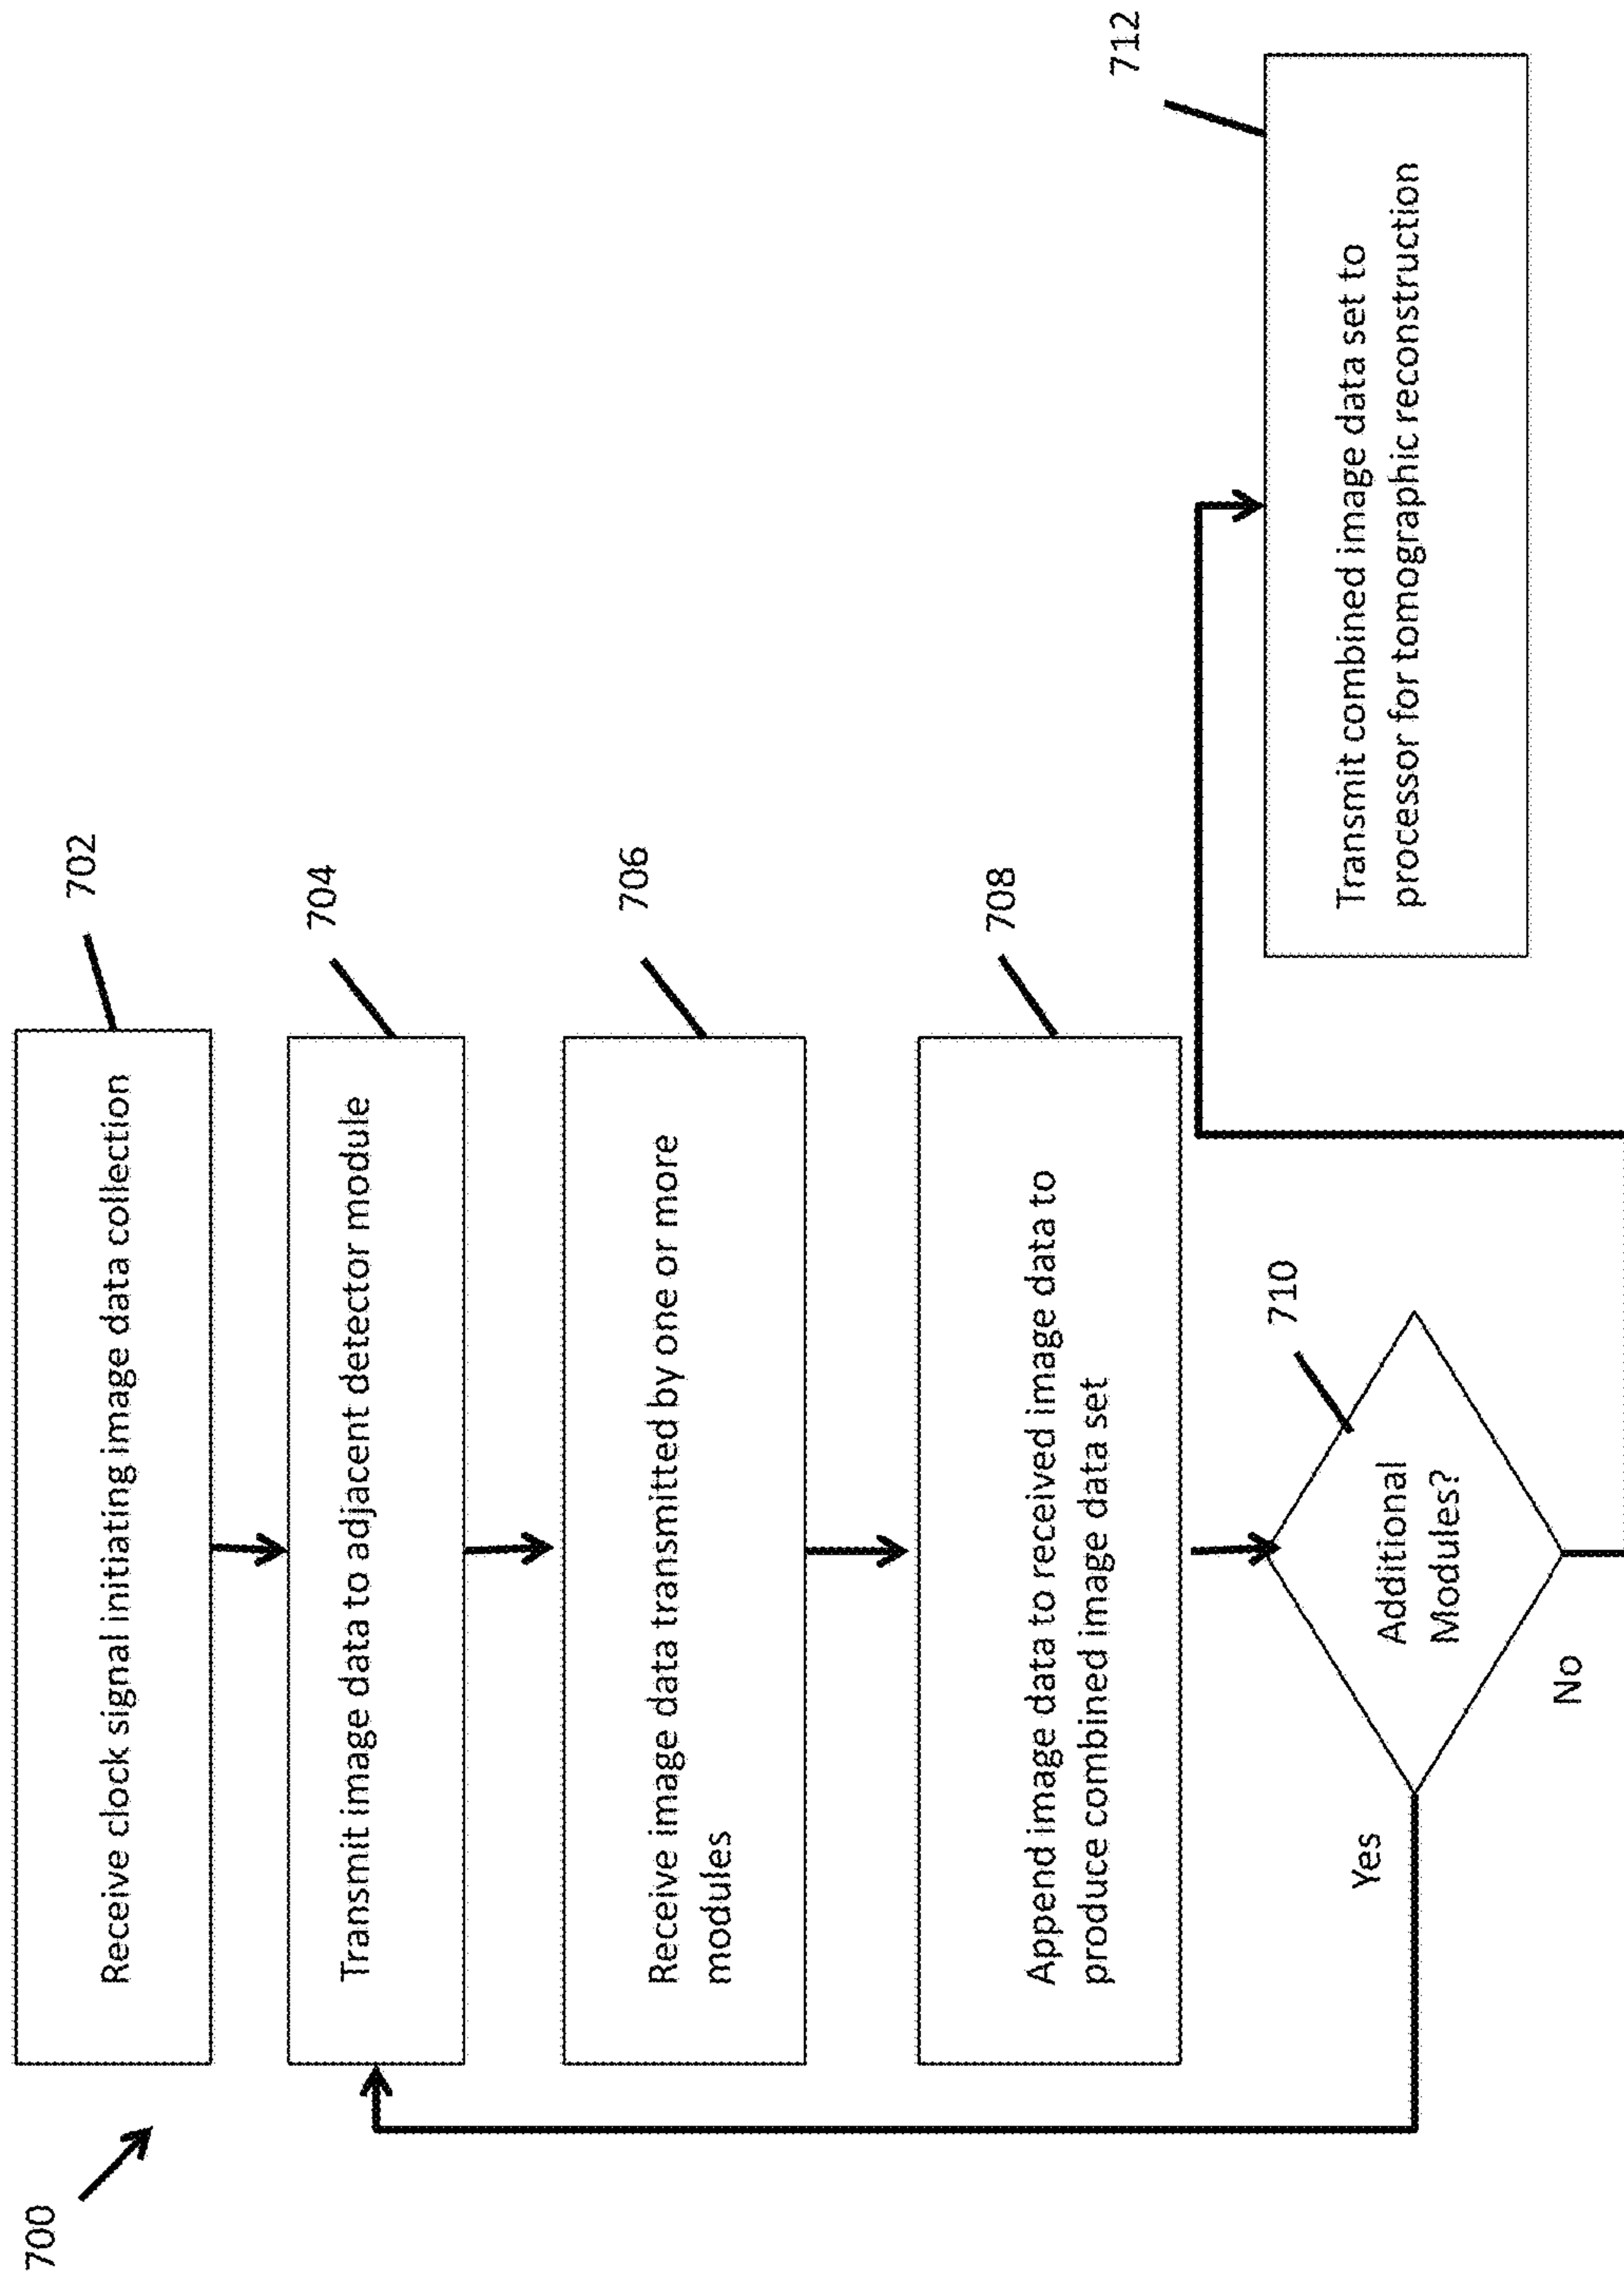 700
Receive clock signal initiating image data collection
702
Transmit image data to adjacent detector module
704
Receive image data transmitted by one or more
modules
706
Append image data to received image data to
produce combined image data set
708
Additional
Modules?
710
Yes
No
Transmit combined image data set to
processor for tomographic reconstruction
712